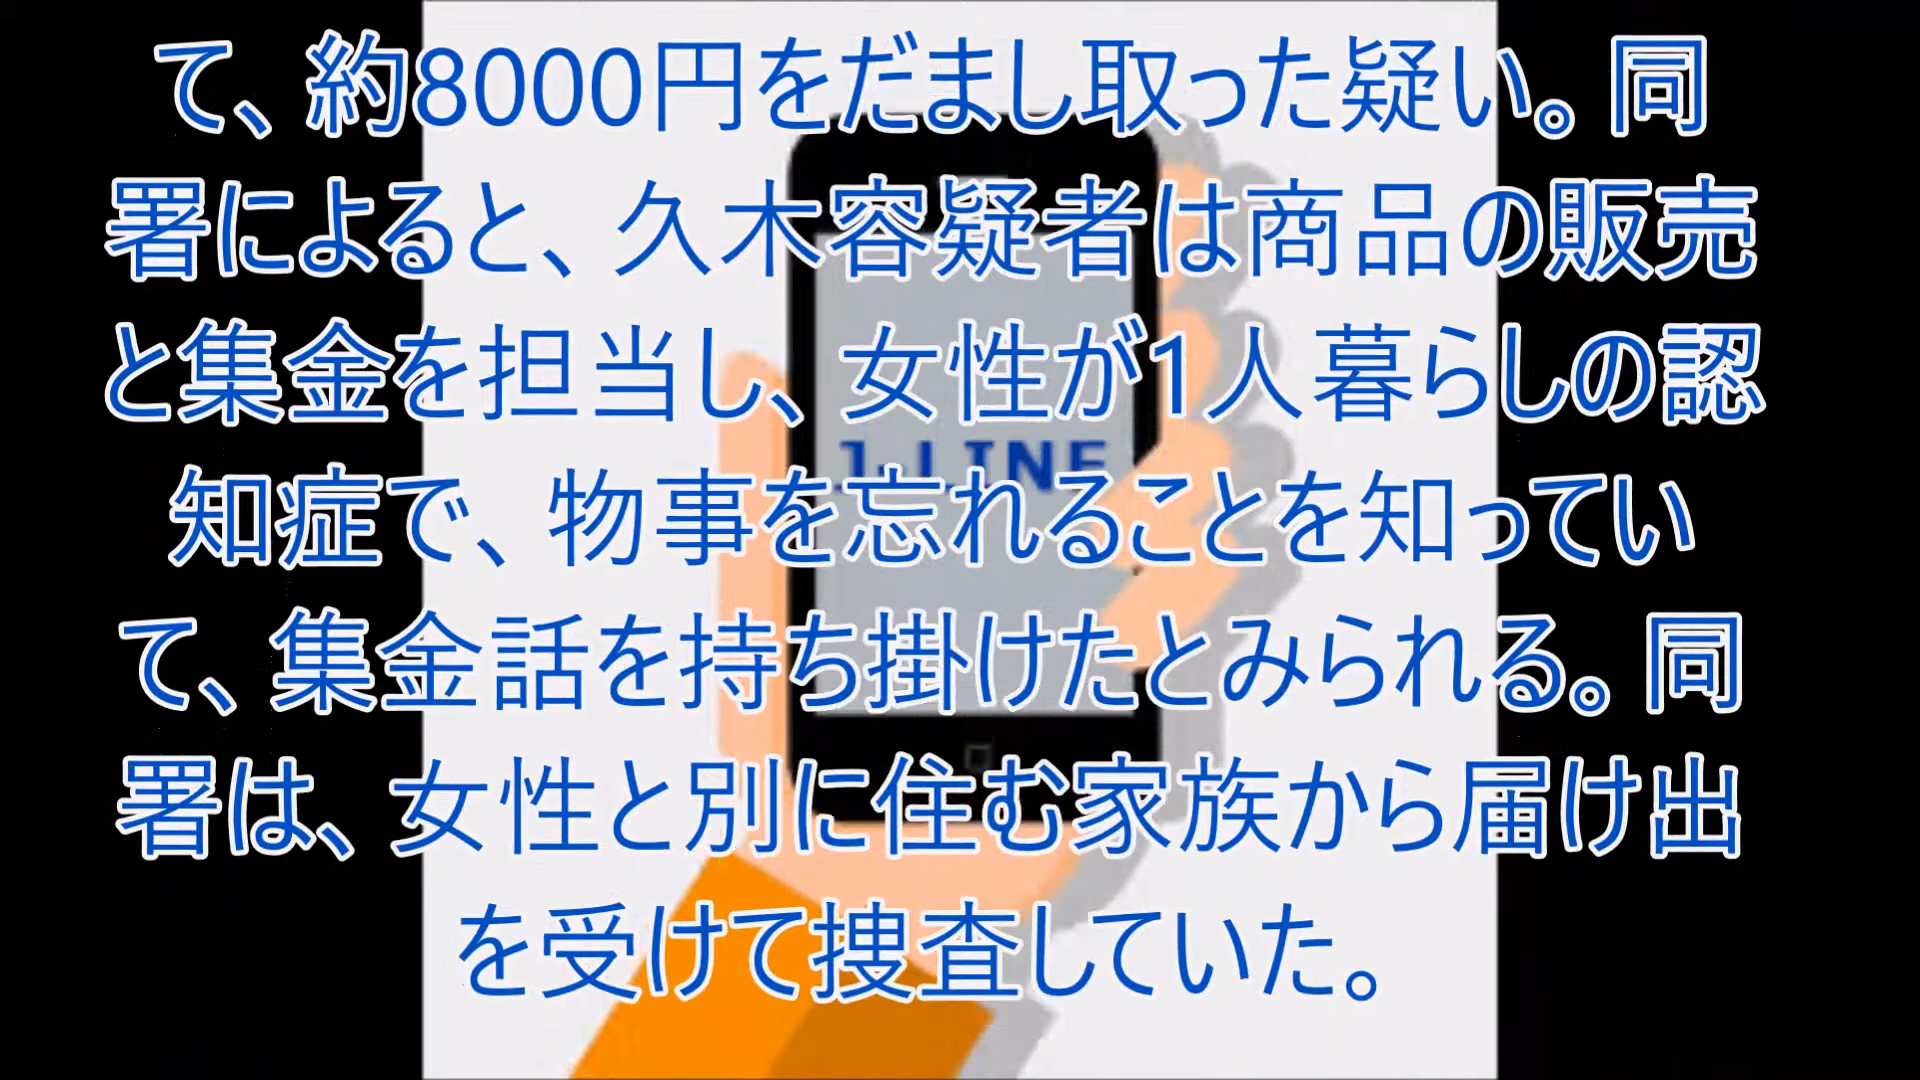 て、約8000円をだまし取った疑い。同
署によると、久木容疑者は商品の販売
と集金を担当し、女性が1人暮らしの認
知症で、物事を忘れることを知ってい
て、集金話を持ち掛けたとみられる。同
署は、女性と別に住む家族から届け出
を受けて捜査していた。
J-LINE